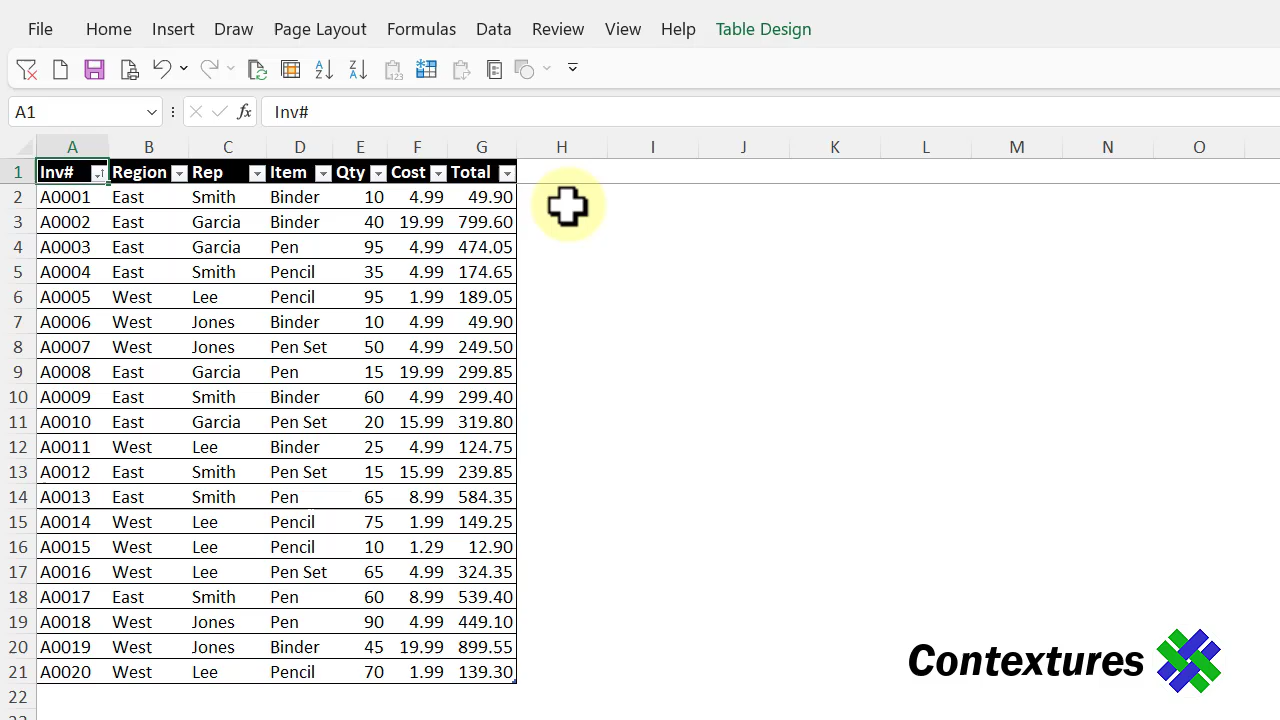 File Home Insert Draw Page Layout Formulas Data Review View Help Table Design
A1 fx Inv#
A B C D E F G H I J K L M N O
1 Inv# Region Rep Item Qty Cost Total
2 A0001 East Smith Binder 10 4.99 49.90
3 A0002 East Garcia Binder 40 19.99 799.60
4 A0003 East Garcia Pen 95 4.99 474.05
5 A0004 East Smith Pencil 35 4.99 174.65
6 A0005 West Lee Pencil 95 1.99 189.05
7 A0006 West Jones Binder 10 4.99 49.90
8 A0007 West Jones Pen Set 50 4.99 249.50
9 A0008 East Garcia Pen 15 19.99 299.85
10 A0009 East Smith Binder 60 4.99 299.40
11 A0010 East Garcia Pen Set 20 15.99 319.80
12 A0011 West Lee Binder 25 4.99 124.75
13 A0012 East Smith Pen Set 15 15.99 239.85
14 A0013 East Smith Pen 65 8.99 584.35
15 A0014 West Lee Pencil 75 1.99 149.25
16 A0015 West Lee Pencil 10 1.29 12.90
17 A0016 West Lee Pen Set 65 4.99 324.35
18 A0017 East Smith Pen 60 8.99 539.40
19 A0018 West Jones Pen 90 4.99 449.10
20 A0019 West Jones Binder 45 19.99 899.55
21 A0020 West Lee Pencil 70 1.99 139.30
22
Contextures